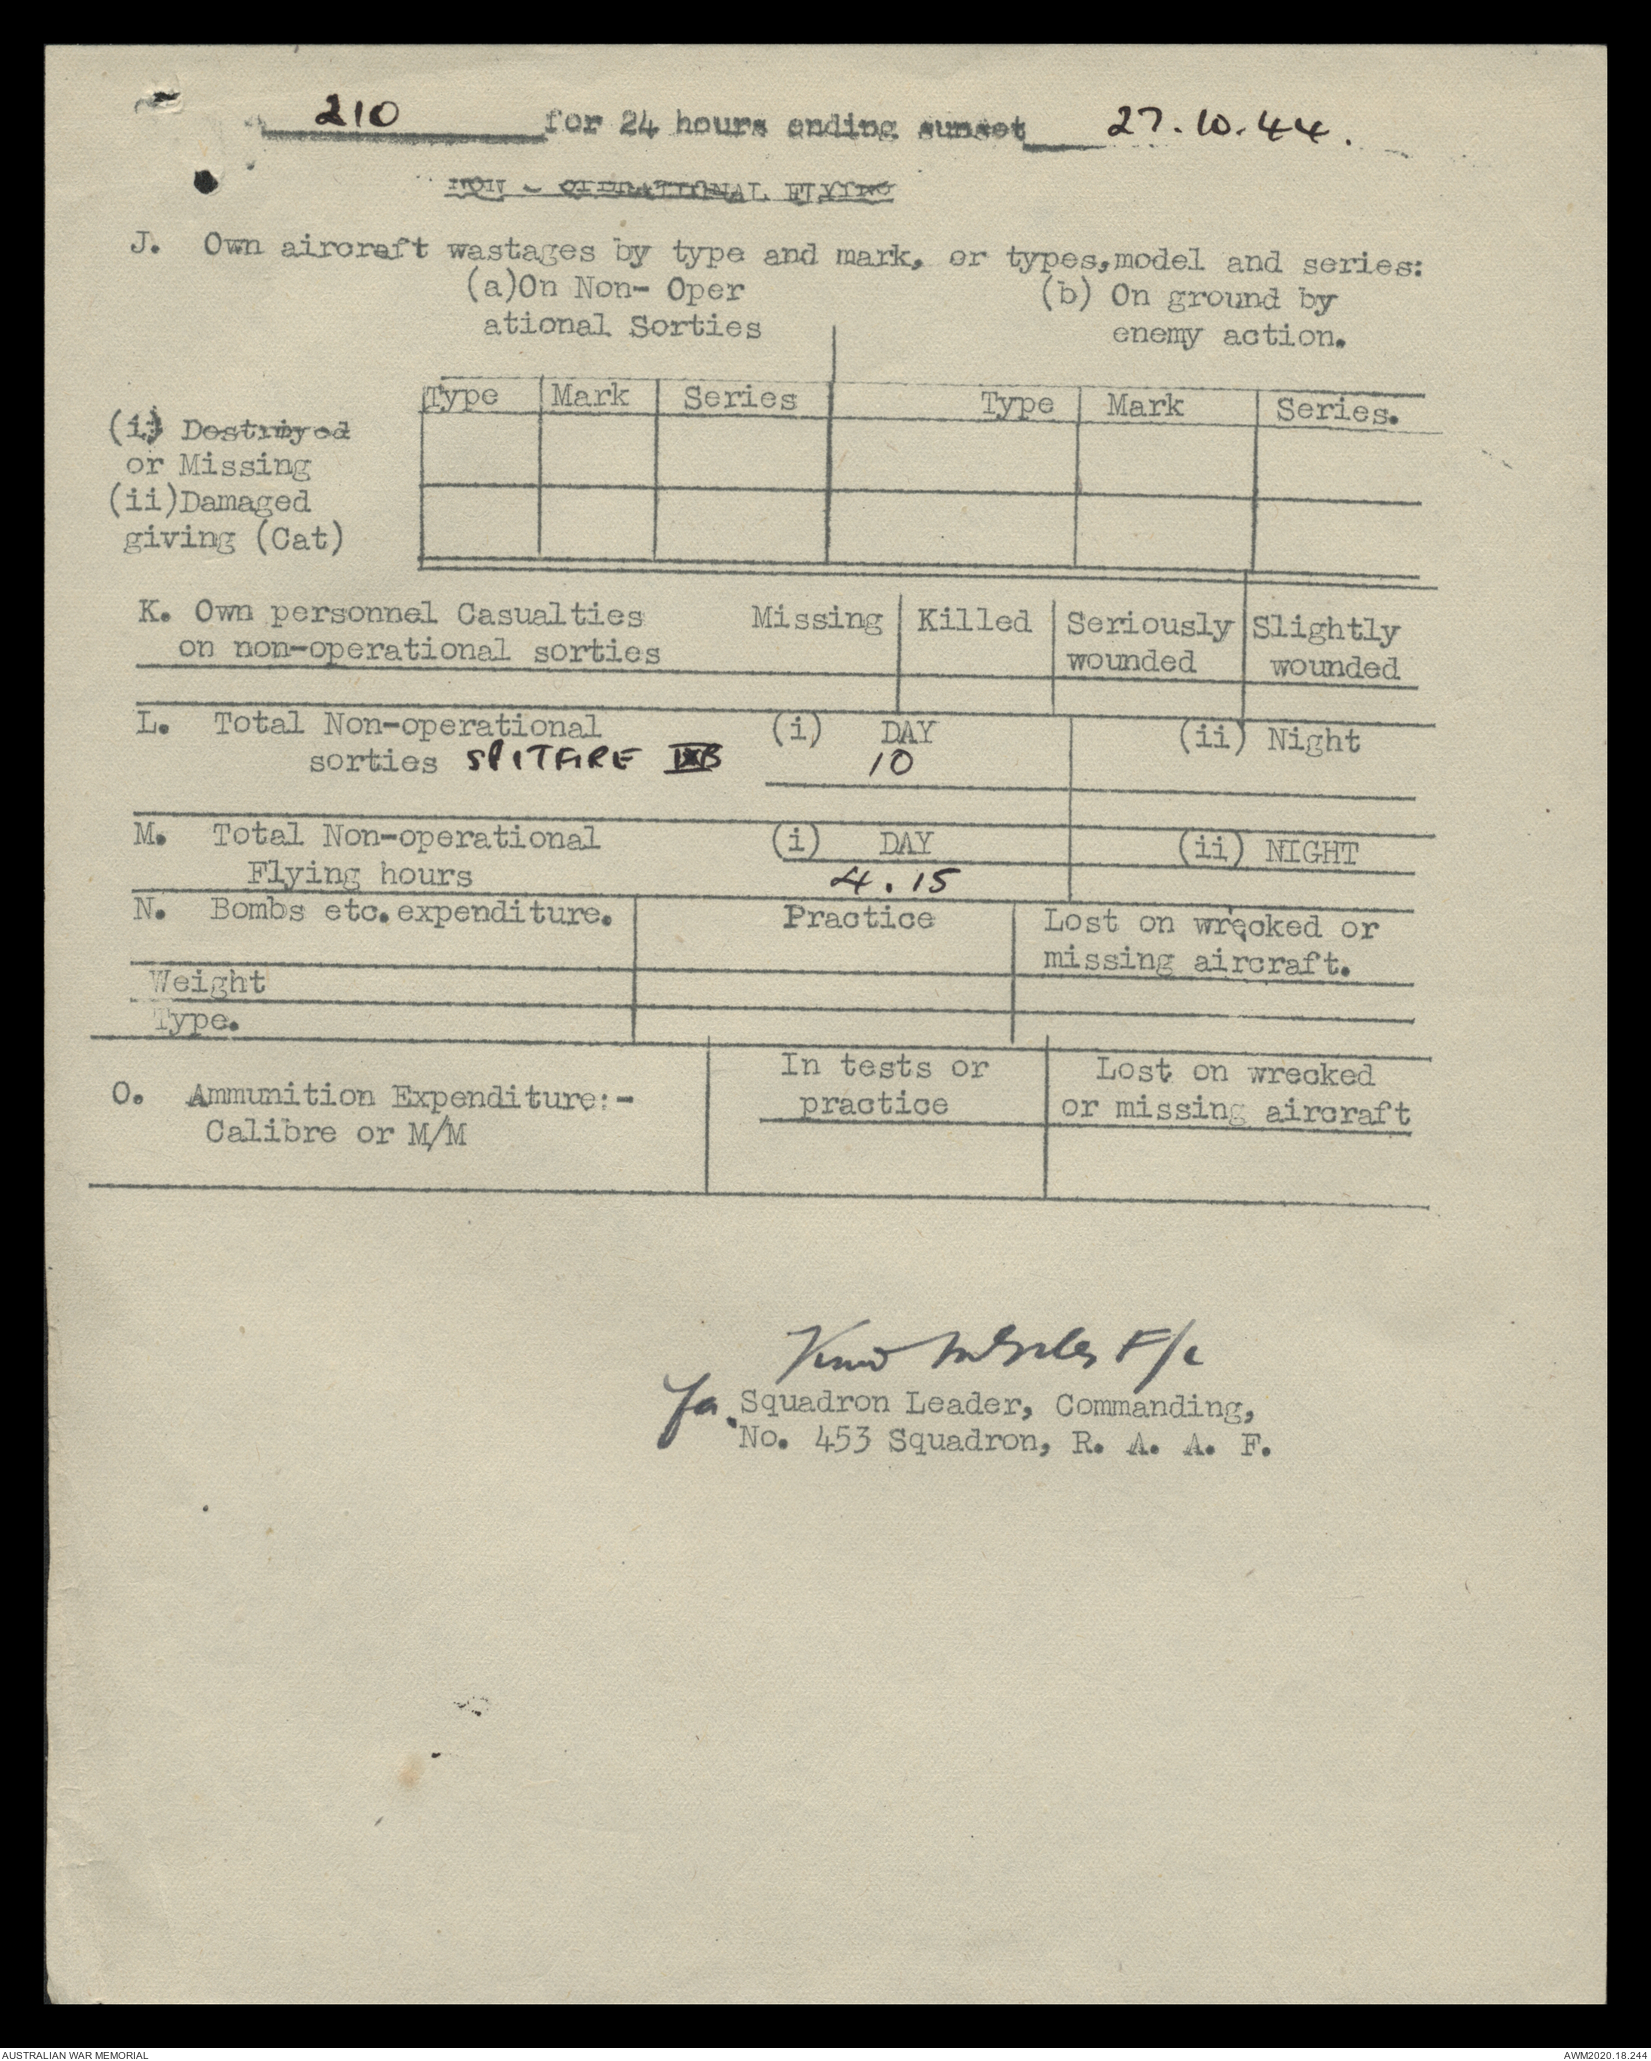 210 for 24 hours ending sunset 27.10.44.
NON - OPERATIONAL FLYING
J. Own aircraft wastages by type and mark, or types, model and series:
(a)On Non- Oper (b) On ground by
ational Sorties enemy action.
Type Mark Series Type Mark Series.
(i) Destroyed
or Missing
(ii)Damaged
giving (Cat)
K. Own personnel Casualties Missing Killed Seriously Slightly
on non-operational sorties wounded wounded
L. Total Non-operational (i) DAY (ii) Night
sorties SPITFIRE IXB 10
M. Total Non-operational (i) DAY (ii) NIGHT
Flying hours 4.15
N. Bombs etc. expenditure. Practice Lost on wrecked or
missing aircraft.
Weight
Type.
In tests or Lost on wrecked
O. Ammunition Expenditure:- practice or missing aircraft
Calibre or M/M
F/L
for Squadron Leader, Commanding,
No. 453 Squadron, R. A. A. F.
AUSTRALIAN WAR MEMORIAL AWM2020.18.244